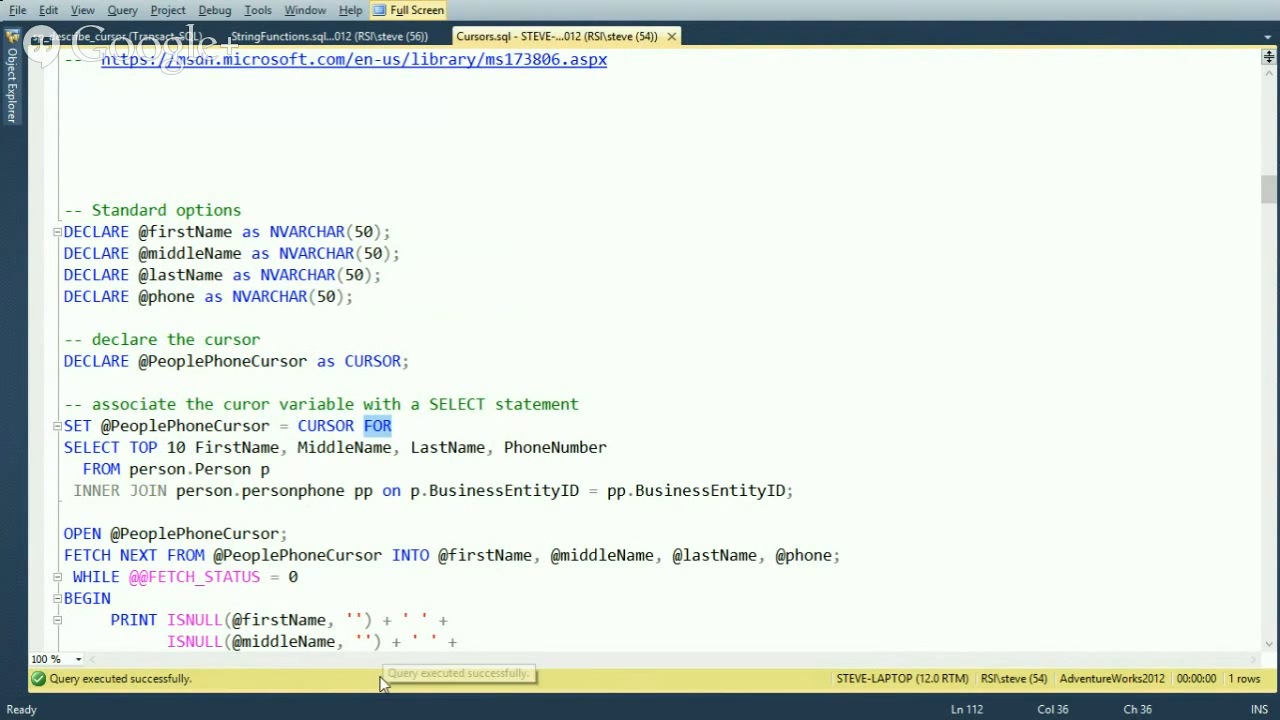 File Edit View Query Project Debug Tools Window Help Full Screen
sp_describe_cursor (Transact-SQL) StringFunctions.sql...012 (RSI\steve (56)) Cursors.sql - STEVE-...012 (RSI\steve (54)) ✕
Google+
Object Explorer
-- https://msdn.microsoft.com/en-us/library/ms173806.aspx
-- Standard options
DECLARE @firstName as NVARCHAR(50);
DECLARE @middleName as NVARCHAR(50);
DECLARE @lastName as NVARCHAR(50);
DECLARE @phone as NVARCHAR(50);
-- declare the cursor
DECLARE @PeoplePhoneCursor as CURSOR;
-- associate the curor variable with a SELECT statement
SET @PeoplePhoneCursor = CURSOR FOR
SELECT TOP 10 FirstName, MiddleName, LastName, PhoneNumber
FROM person.Person p
INNER JOIN person.personphone pp on p.BusinessEntityID = pp.BusinessEntityID;
OPEN @PeoplePhoneCursor;
FETCH NEXT FROM @PeoplePhoneCursor INTO @firstName, @middleName, @lastName, @phone;
WHILE @@FETCH_STATUS = 0
BEGIN
PRINT ISNULL(@firstName, '') + ' ' +
ISNULL(@middleName, '') + ' ' +
100 %
Query executed successfully.
Query executed successfully. STEVE-LAPTOP (12.0 RTM) RSI\steve (54) AdventureWorks2012 00:00:00 1 rows
Ready Ln 112 Col 36 Ch 36 INS